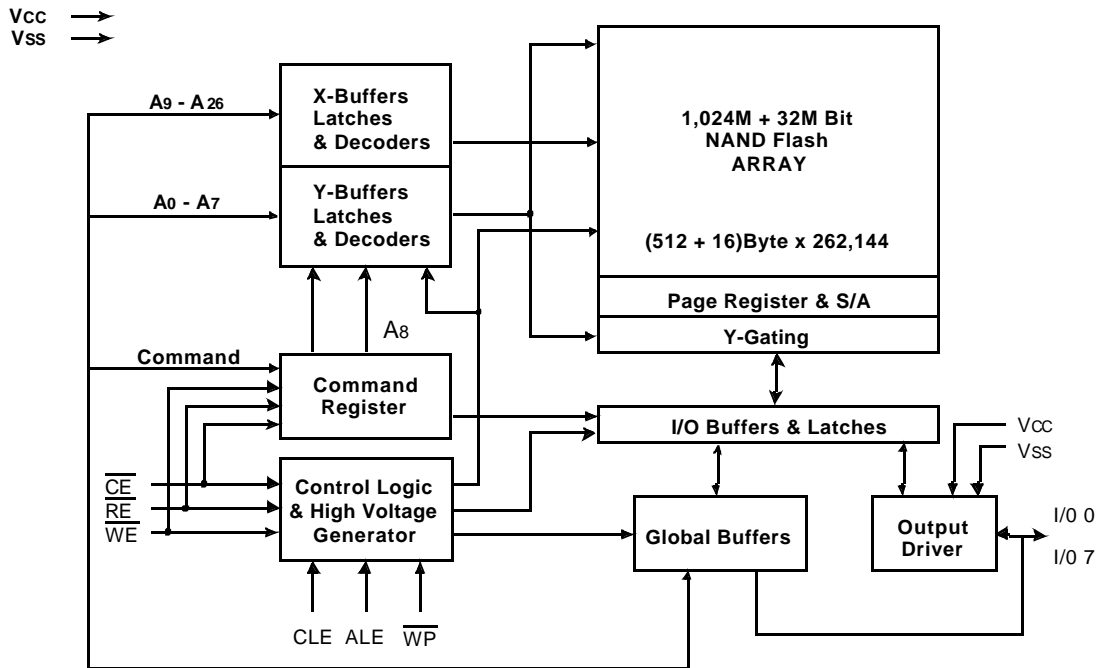 VCC
VSS
X-Buffers
Latches
& Decoders
A9 - A26
Y-Buffers
Latches
& Decoders
A0 - A7
1,024M + 32M Bit
NAND Flash
ARRAY
(512 + 16)Byte x 262,144
Page Register & S/A
Y-Gating
A8
Command
Command
Register
I/O Buffers & Latches
VCC
VSS
CE
RE
WE
Control Logic
& High Voltage
Generator
Global Buffers
Output
Driver
I/0 0
I/0 7
CLE ALE WP